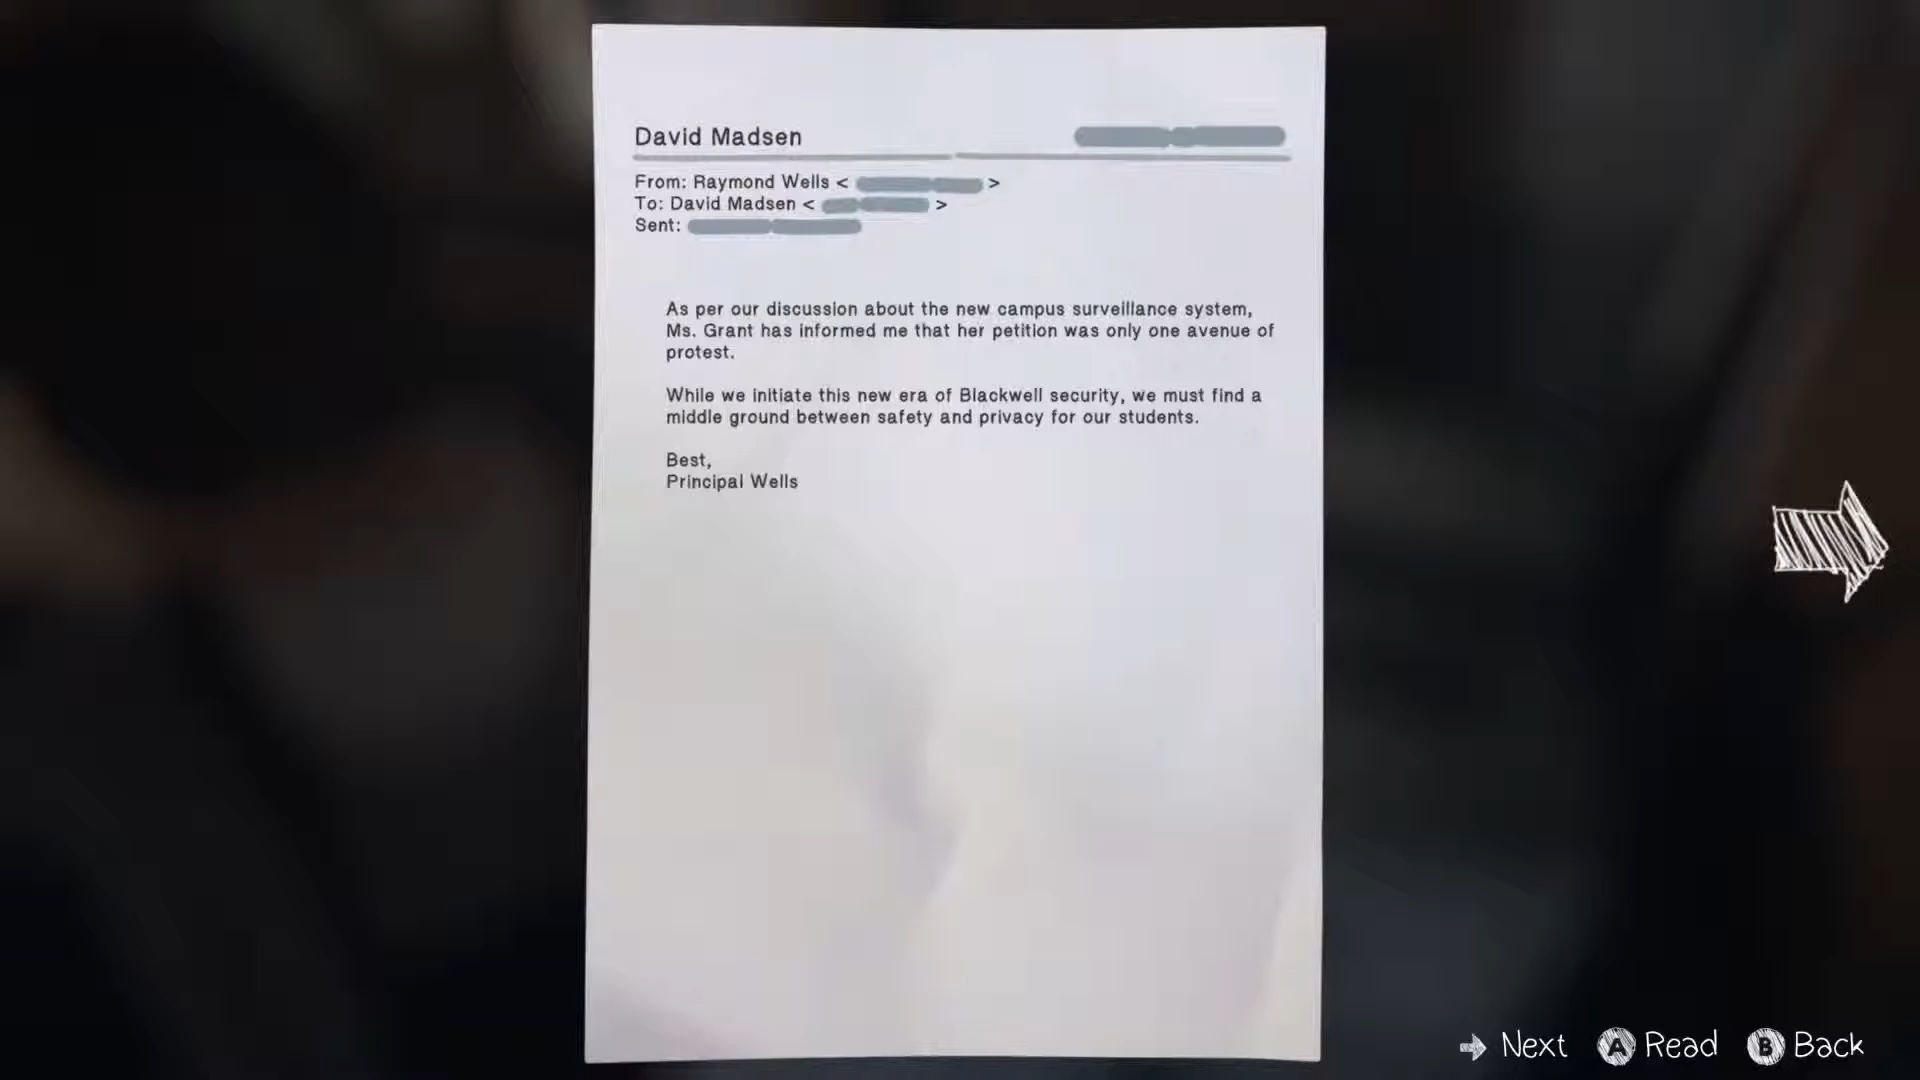 David Madsen
From: Raymond Wells < >
To: David Madsen < >
Sent:
As per our discussion about the new campus surveillance system,
Ms. Grant has informed me that her petition was only one avenue of
protest.
While we initiate this new era of Blackwell security, we must find a
middle ground between safety and privacy for our students.
Best,
Principal Wells
Next A Read B Back